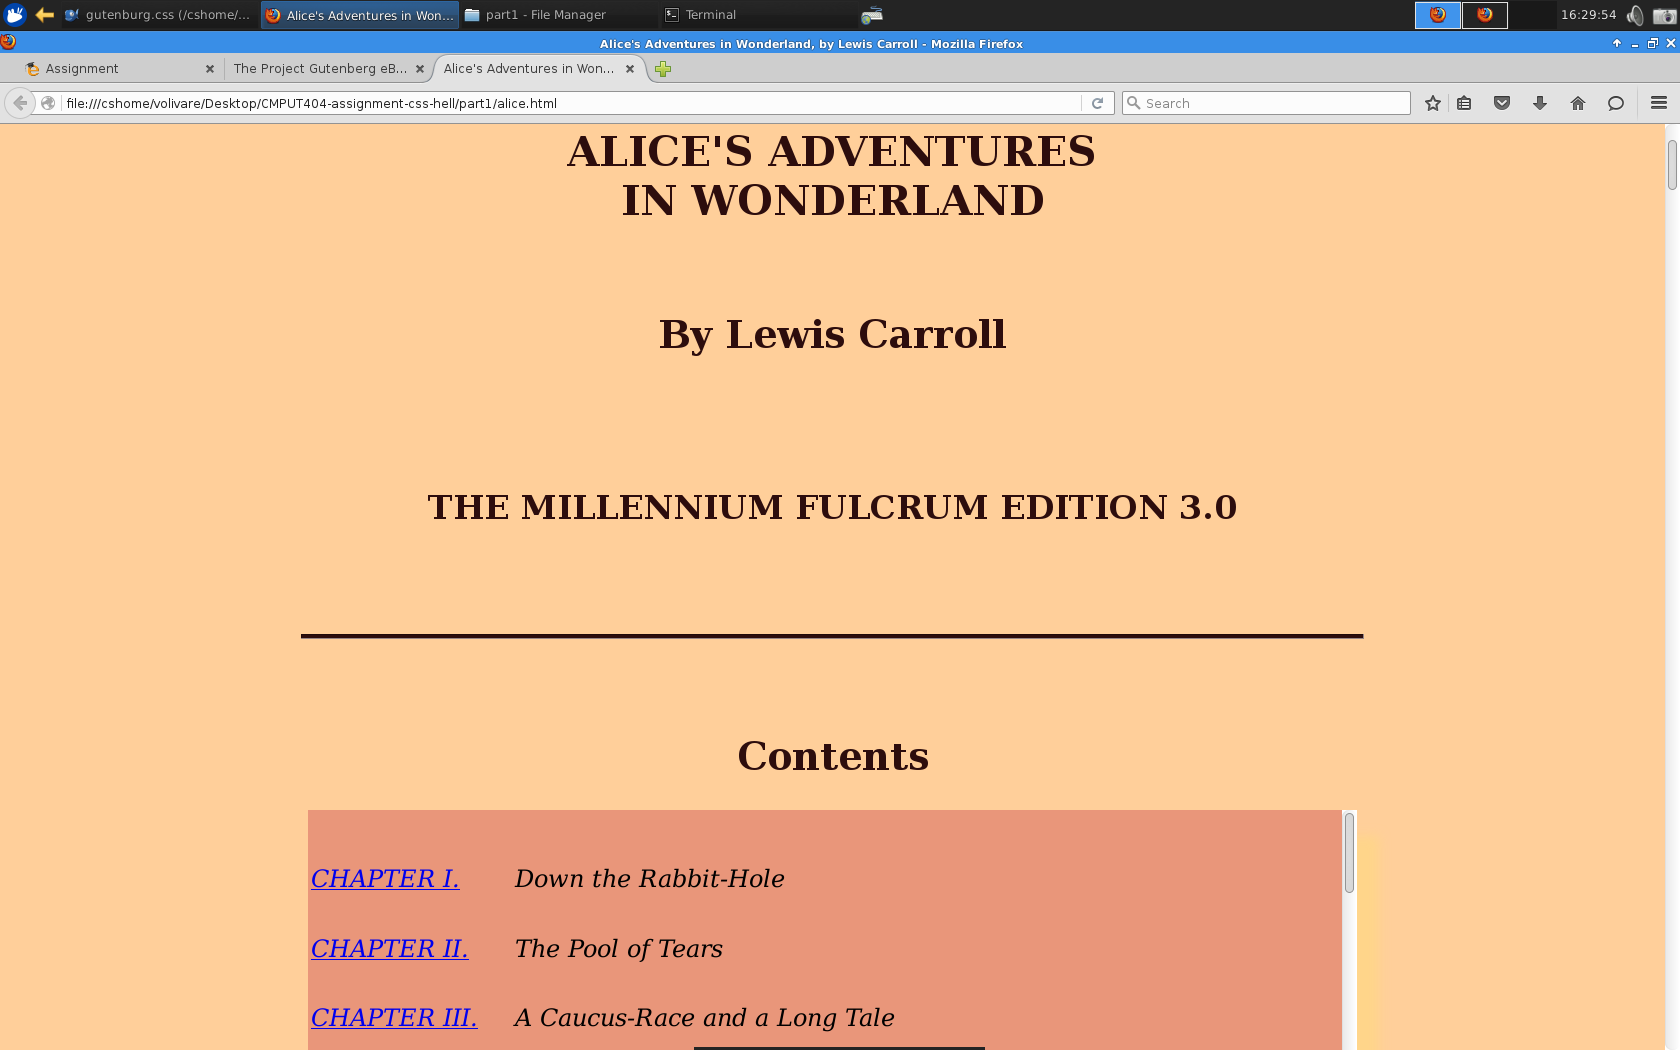 gutenburg.css (/cshome/...
Alice's Adventures in Won...
part1 - File Manager
Terminal
16:29:54
Alice's Adventures in Wonderland, by Lewis Carroll - Mozilla Firefox
Assignment
The Project Gutenberg eB...
Alice's Adventures in Won...
file:///cshome/volivare/Desktop/CMPUT404-assignment-css-hell/part1/alice.html
Search
ALICE'S ADVENTURES
IN WONDERLAND
By Lewis Carroll
THE MILLENNIUM FULCRUM EDITION 3.0
Contents
CHAPTER I. Down the Rabbit-Hole
CHAPTER II. The Pool of Tears
CHAPTER III. A Caucus-Race and a Long Tale